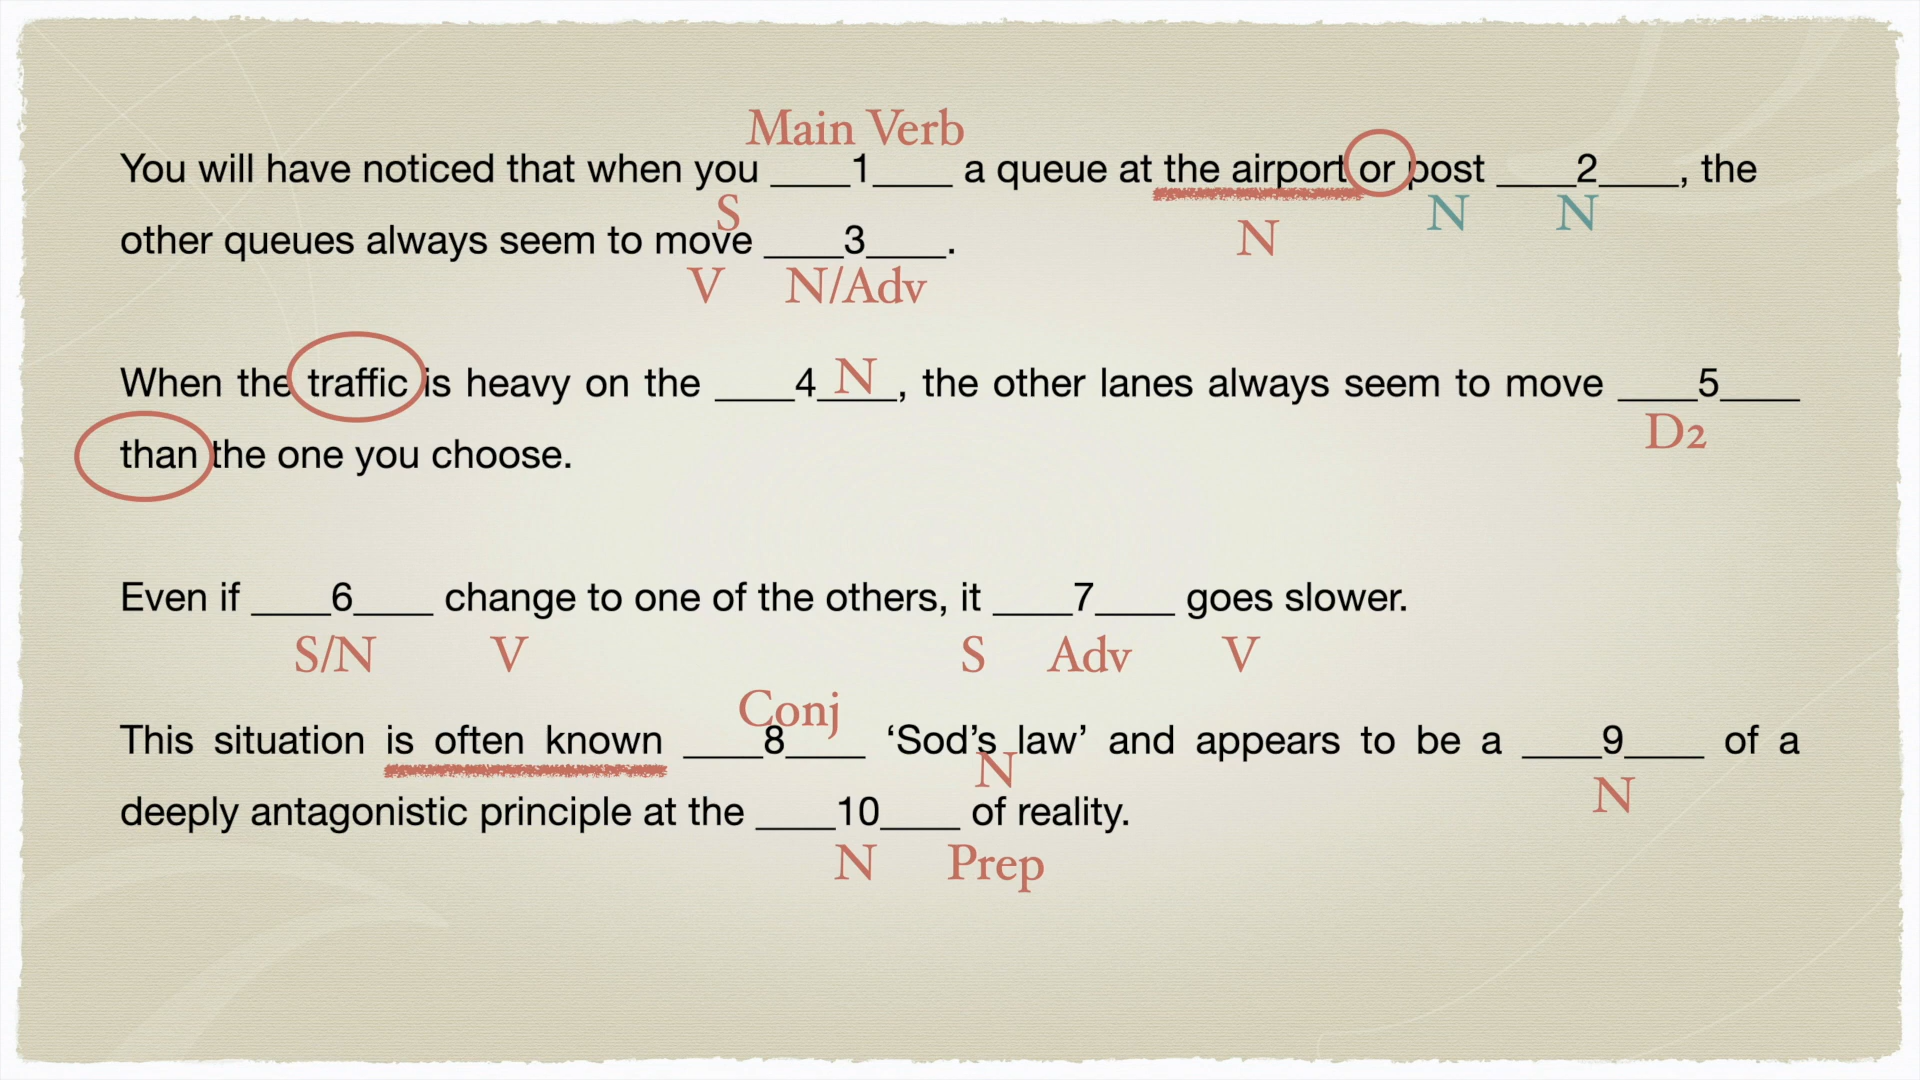 Main Verb
You will have noticed that when you ____1____ a queue at the airport or post ____2____, the
S N N N
other queues always seem to move ____3____.
V N/Adv
When the traffic is heavy on the ____4____, the other lanes always seem to move ____5____
N D2
than the one you choose.
Even if ____6____ change to one of the others, it ____7____ goes slower.
S/N V S Adv V
Conj
This situation is often known ____8____ ‘Sod’s law’ and appears to be a ____9____ of a
N N
deeply antagonistic principle at the ____10____ of reality.
N Prep